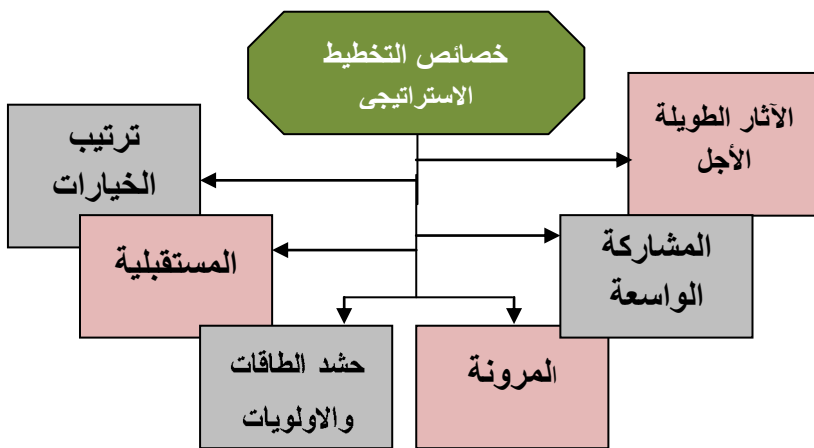 خصائص التخطيط
الاستراتيجى
الآثار الطويلة
الأجل
ترتيب
الخيارات
المشاركة
الواسعة
المستقبلية
المرونة
حشد الطاقات
والاولويات